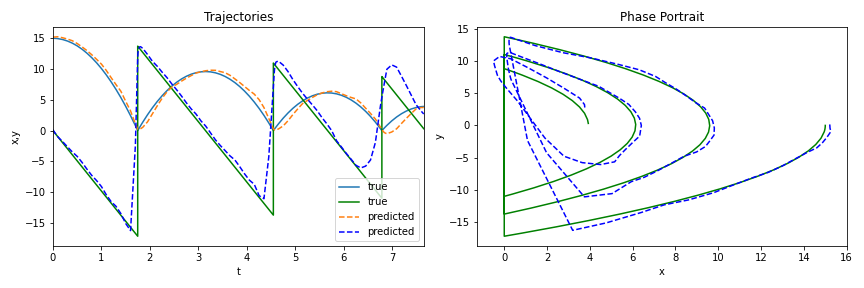 Trajectories
x,y
15
10
5
0
−5
−10
−15
0 1 2 3 4 5 6 7
t
true
true
predicted
predicted
Phase Portrait
y
15
10
5
0
−5
−10
−15
0 2 4 6 8 10 12 14 16
x